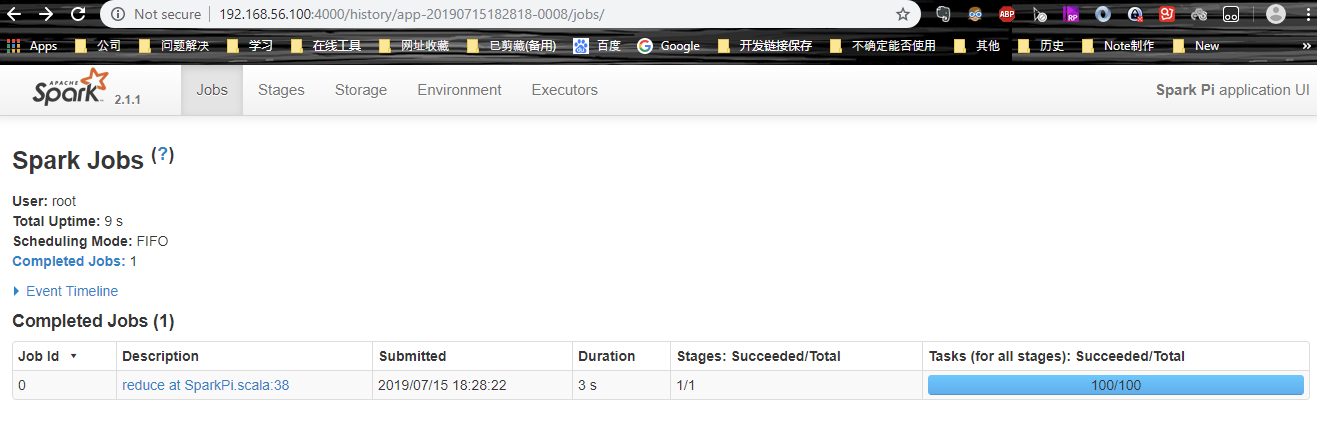 Not secure | 192.168.56.100:4000/history/app-20190715182818-0008/jobs/
Apps 公司 问题解决 学习 在线工具 网址收藏 已剪藏(备用) 百度 Google 开发链接保存 不确定能否使用 其他 历史 Note制作 New »
APACHE Spark 2.1.1 Jobs Stages Storage Environment Executors Spark Pi application UI
Spark Jobs (?)
User: root
Total Uptime: 9 s
Scheduling Mode: FIFO
Completed Jobs: 1
Event Timeline
Completed Jobs (1)
Job Id Description Submitted Duration Stages: Succeeded/Total Tasks (for all stages): Succeeded/Total
0 reduce at SparkPi.scala:38 2019/07/15 18:28:22 3 s 1/1 100/100